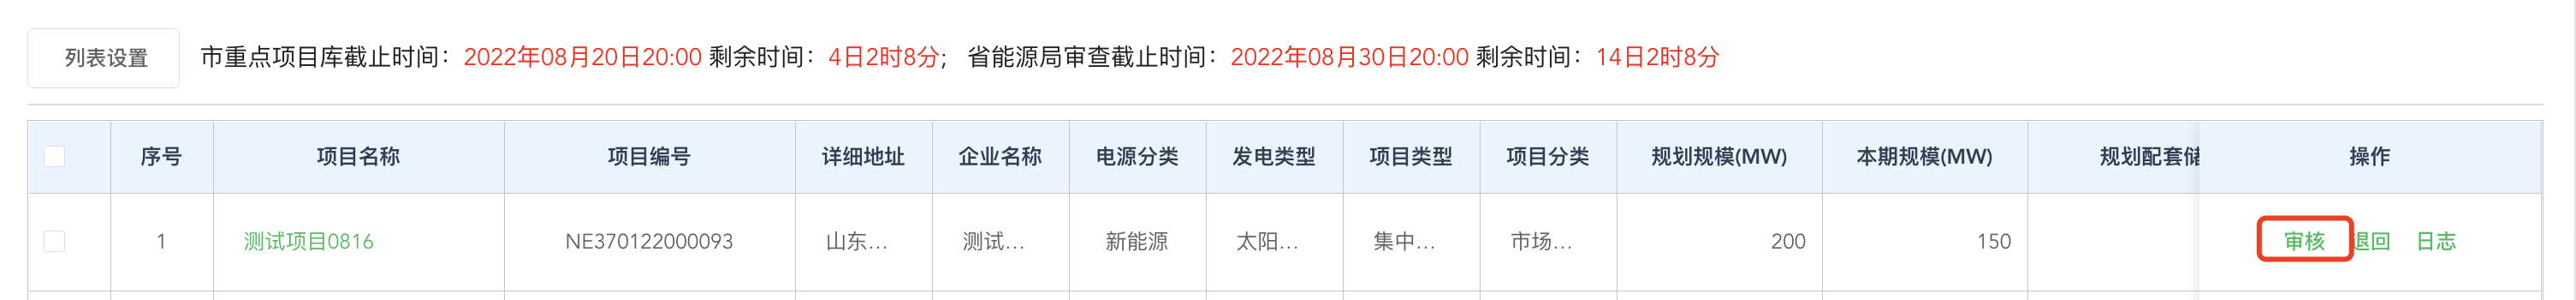 列表设置 市重点项目库截止时间：2022年08月20日20:00 剩余时间：4日2时8分; 省能源局审查截止时间：2022年08月30日20:00 剩余时间：14日2时8分
序号 项目名称 项目编号 详细地址 企业名称 电源分类 发电类型 项目类型 项目分类 规划规模(MW) 本期规模(MW) 规划配套储 操作
1 测试项目0816 NE370122000093 山东... 测试... 新能源 太阳... 集中... 市场... 200 150 审核 退回 日志